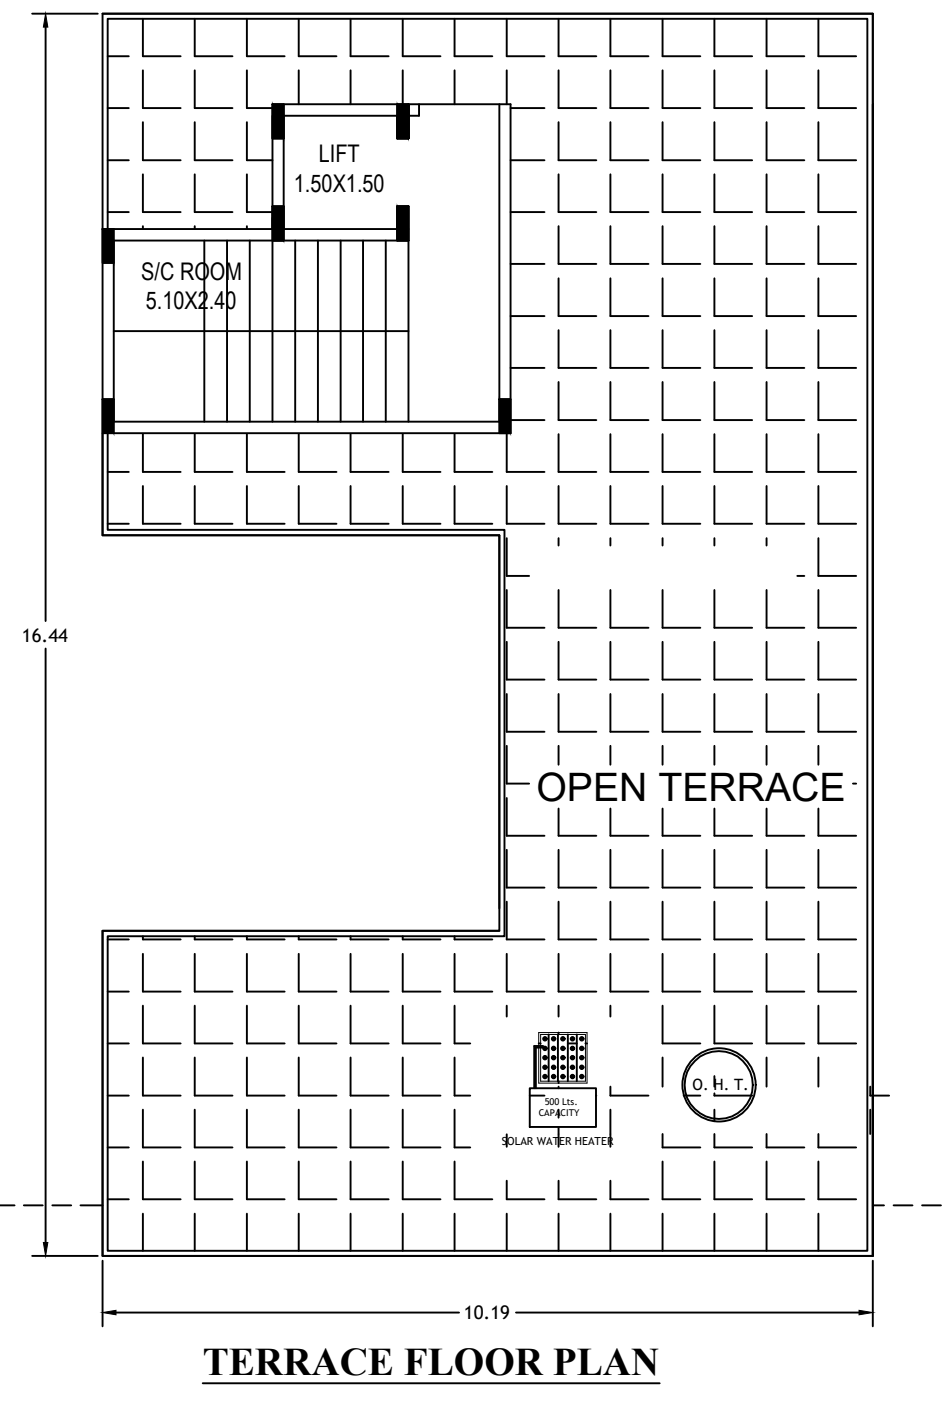 LIFT
1.50X1.50
S/C ROOM
5.10X2.40
16.44
OPEN TERRACE
500 Lts.
CAPACITY
O. H. T.
SOLAR WATER HEATER
10.19
TERRACE FLOOR PLAN